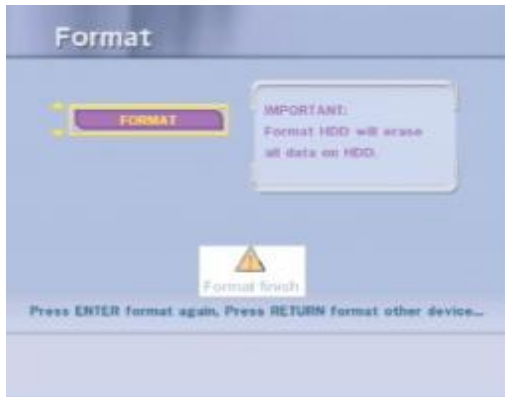 Format
FORMAT
IMPORTANT:
Format HDD will erase
all data on HDD.
Format finish
Press ENTER format again, Press RETURN format other device...